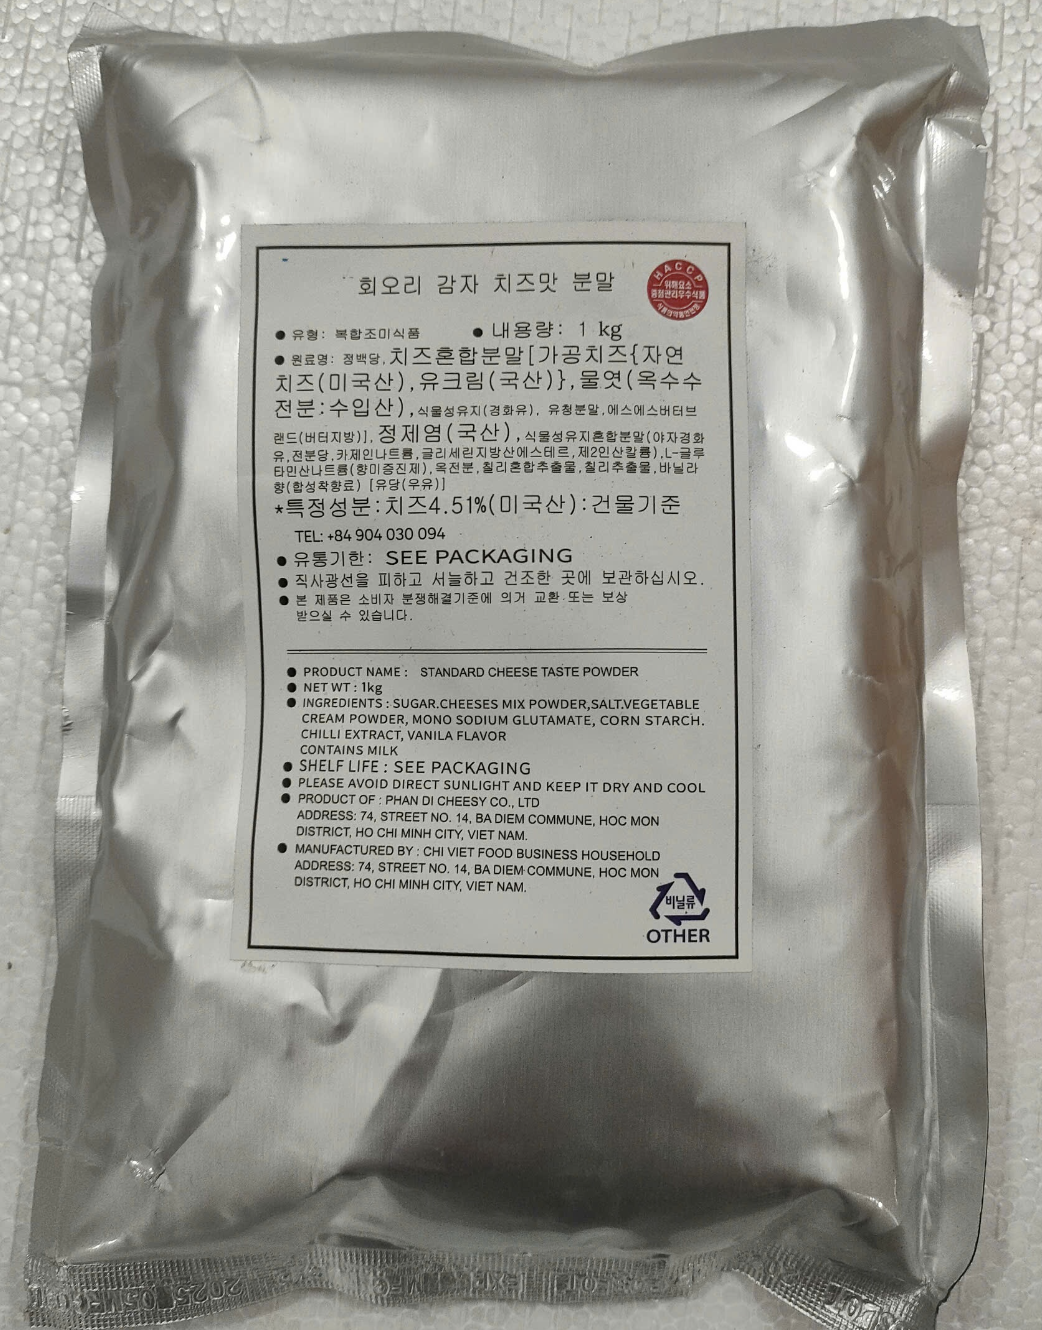 회오리 감자 치즈맛 분말
HACCP
위해요소
중점관리우수식품
● 유형: 복합조미식품 ● 내용량: 1 kg
● 원료명: 정백당, 치즈혼합분말[가공치즈{자연
치즈(미국산),유크림(국산)},물엿(옥수수
전분:수입산),식물성유지(경화유), 유청분말,에스에스버터브
랜드(버터지방)],정제염(국산),식물성유지혼합분말(야자경화
유,전분당,카제인나트륨,글리세린지방산에스테르,제2인산칼륨),L-글루
타민산나트륨(향미증진제),옥전분,칠리혼합추출물,칠리추출물,바닐라
향(합성착향료) [유당(우유)]
*특정성분:치즈4.51%(미국산):건물기준
TEL: +84 904 030 094
● 유통기한: SEE PACKAGING
● 직사광선을 피하고 서늘하고 건조한 곳에 보관하십시오.
● 본 제품은 소비자 분쟁해결기준에 의거 교환 또는 보상
받으실 수 있습니다.
● PRODUCT NAME : STANDARD CHEESE TASTE POWDER
● NET WT : 1kg
● INGREDIENTS : SUGAR.CHEESES MIX POWDER,SALT.VEGETABLE
CREAM POWDER, MONO SODIUM GLUTAMATE, CORN STARCH.
CHILLI EXTRACT, VANILA FLAVOR
CONTAINS MILK
● SHELF LIFE : SEE PACKAGING
● PLEASE AVOID DIRECT SUNLIGHT AND KEEP IT DRY AND COOL
● PRODUCT OF : PHAN DI CHEESY CO., LTD
ADDRESS: 74, STREET NO. 14, BA DIEM COMMUNE, HOC MON
DISTRICT, HO CHI MINH CITY, VIET NAM.
● MANUFACTURED BY : CHI VIET FOOD BUSINESS HOUSEHOLD
ADDRESS: 74, STREET NO. 14, BA DIEM COMMUNE, HOC MON
DISTRICT, HO CHI MINH CITY, VIET NAM.
비닐류
OTHER